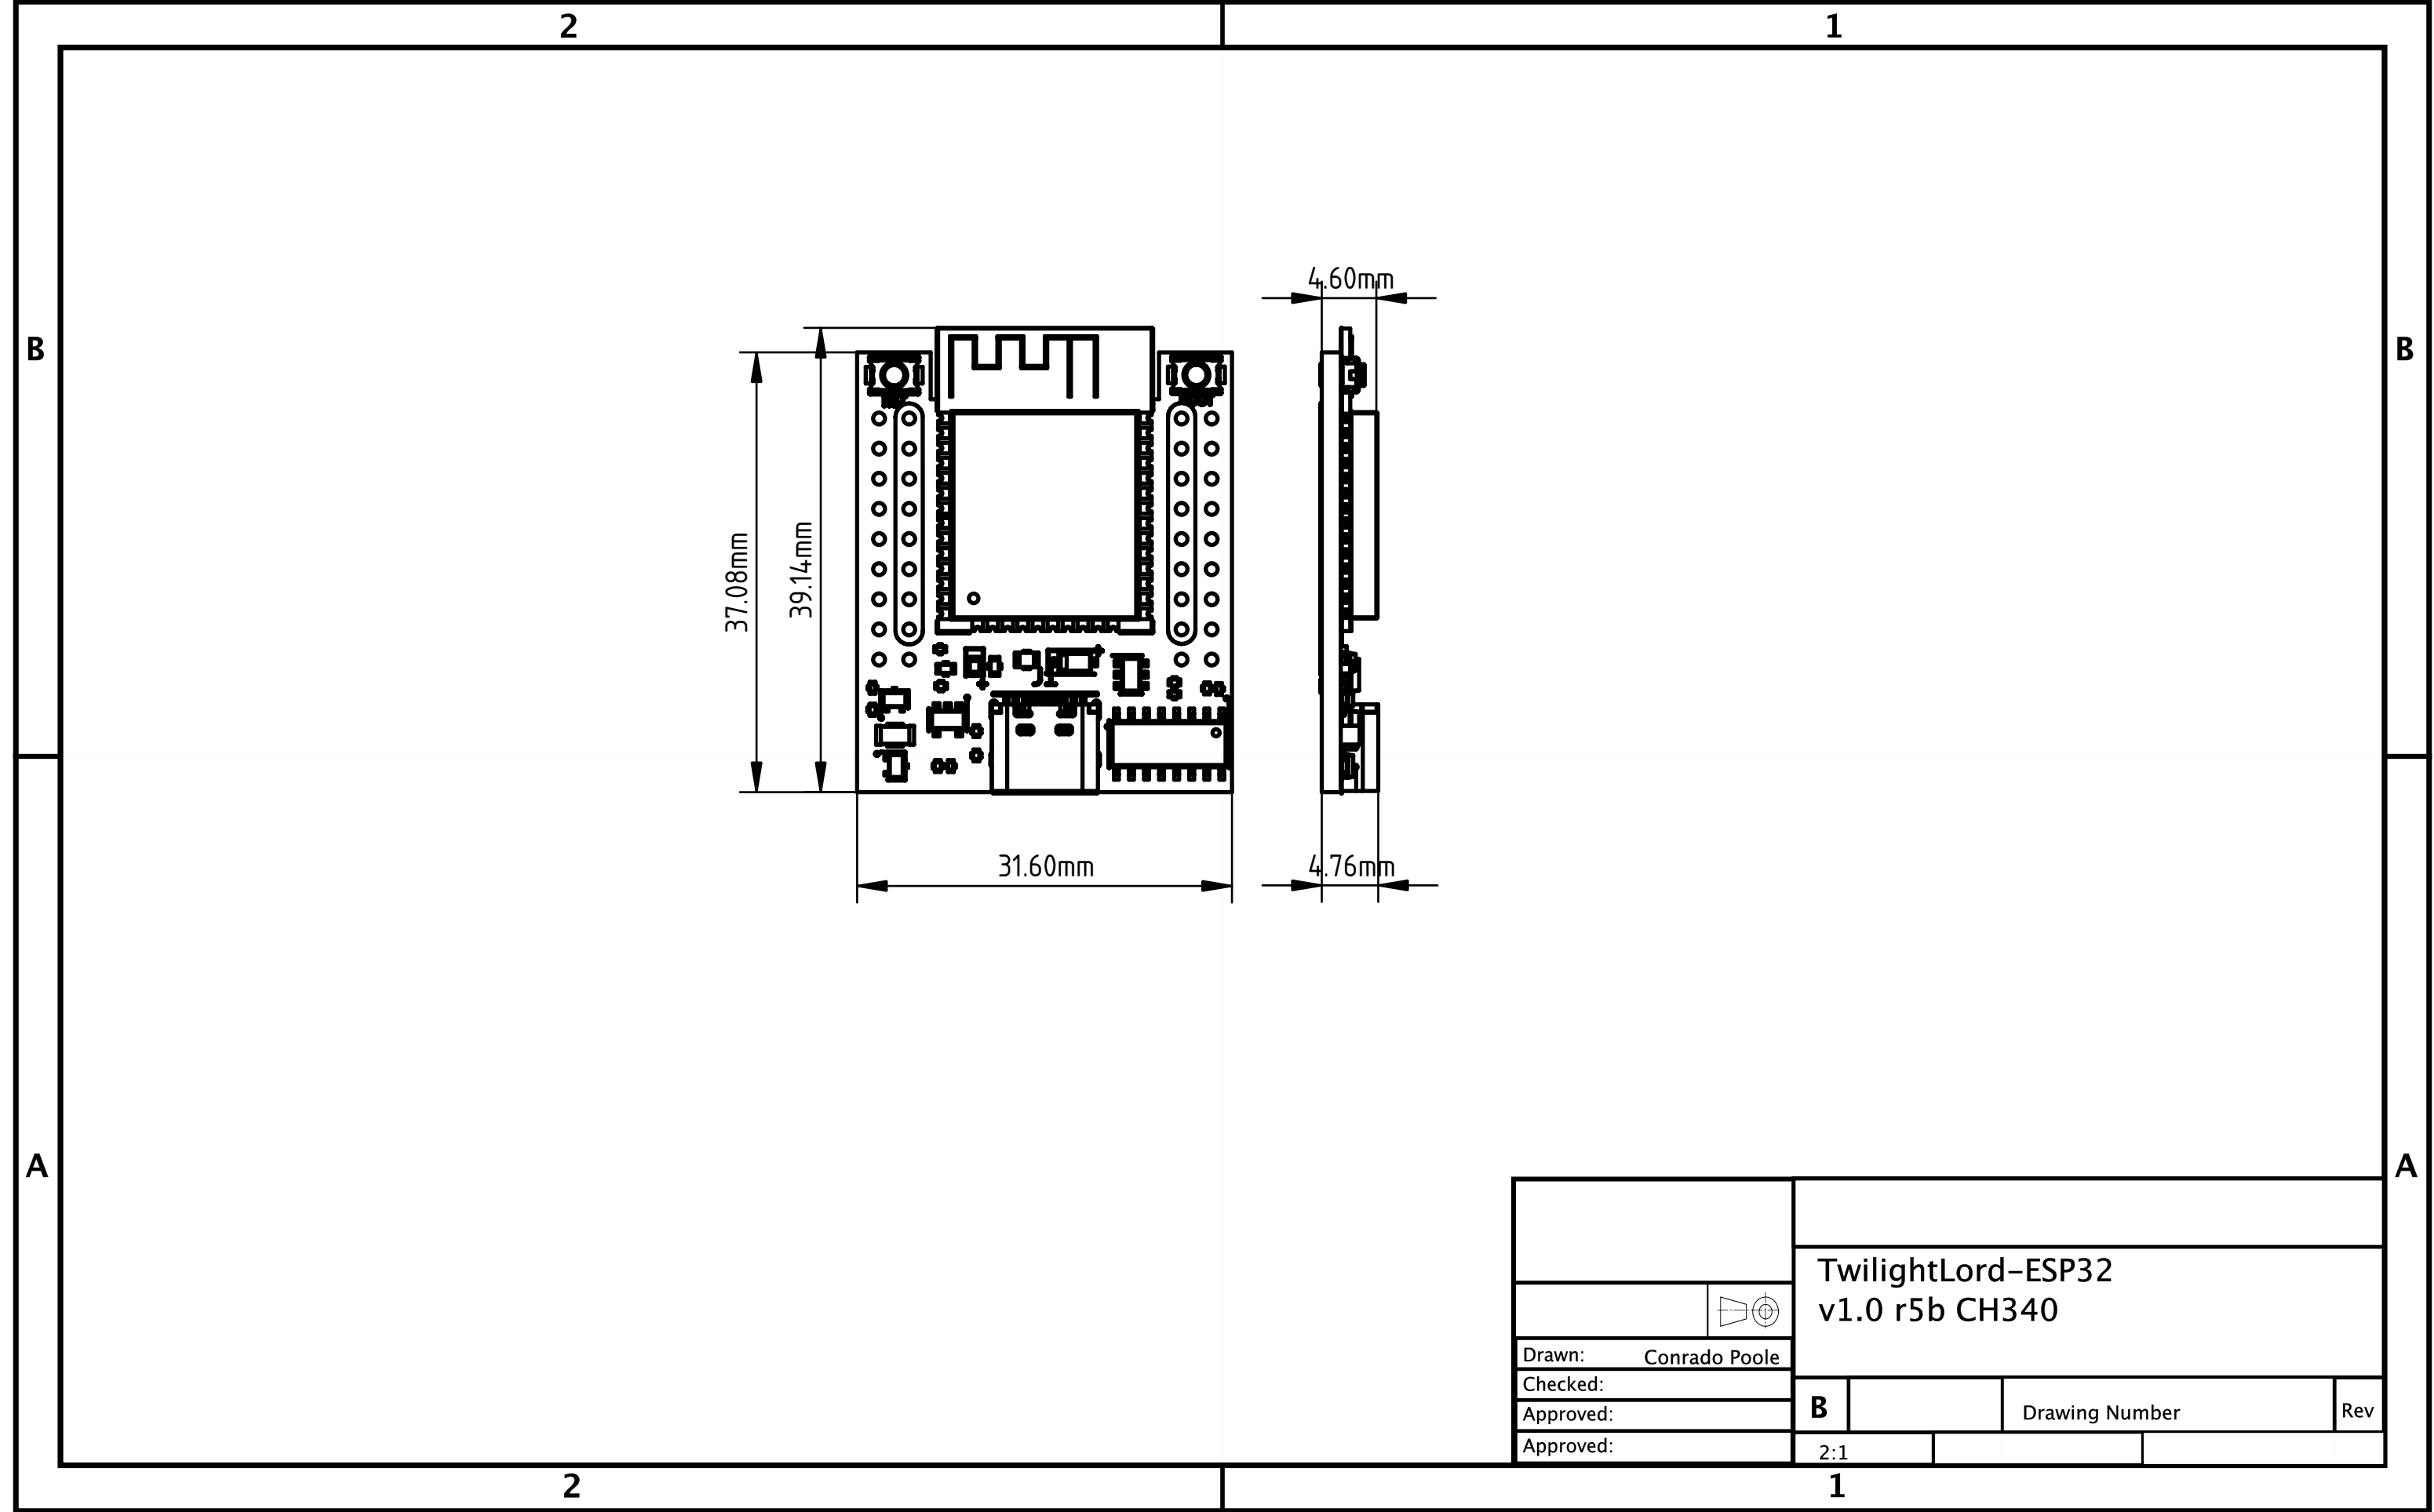 2 1
B B
4.60mm
37.08mm
39.14mm
31.60mm
4.76mm
A A
TwilightLord-ESP32
v1.0 r5b CH340
Drawn: Conrado Poole
Checked:
Approved:
Approved:
B Drawing Number Rev
2:1
2 1